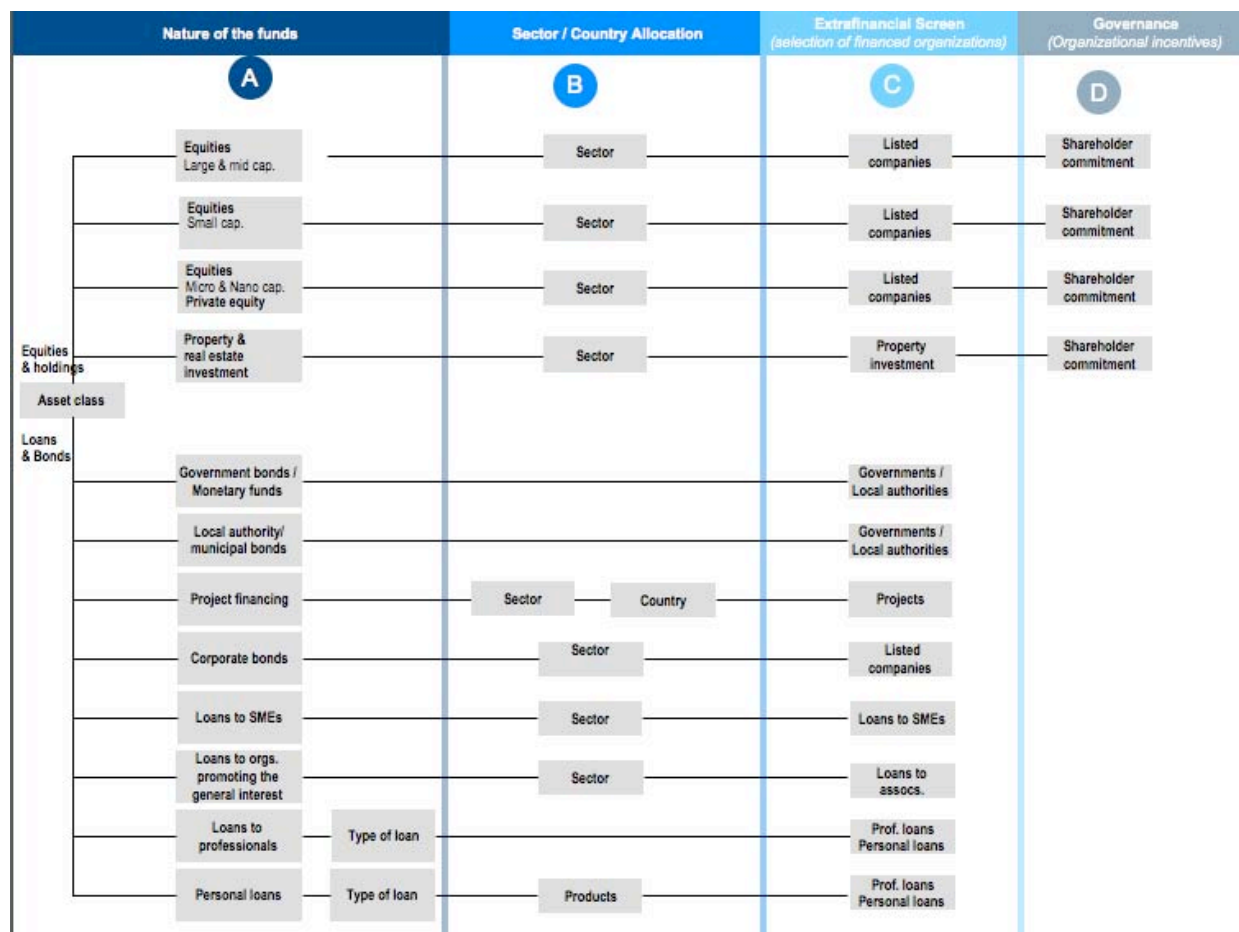 Nature of the funds
Sector / Country Allocation
Extrafinancial Screen
(selection of financed organizations)
Governance
(Organizational incentives)
A
B
C
D
Equities
Large & mid cap.
Sector
Listed
companies
Shareholder
commitment
Equities
Small cap.
Sector
Listed
companies
Shareholder
commitment
Equities
Micro & Nano cap.
Private equity
Sector
Listed
companies
Shareholder
commitment
Equities
& holdings
Property &
real estate
investment
Sector
Property
investment
Shareholder
commitment
Asset class
Loans
& Bonds
Government bonds /
Monetary funds
Governments /
Local authorities
Local authority/
municipal bonds
Governments /
Local authorities
Project financing
Sector
Country
Projects
Corporate bonds
Sector
Listed
companies
Loans to SMEs
Sector
Loans to SMEs
Loans to orgs.
promoting the
general interest
Sector
Loans to
assocs.
Loans to
professionals
Type of loan
Prof. loans
Personal loans
Personal loans
Type of loan
Products
Prof. loans
Personal loans